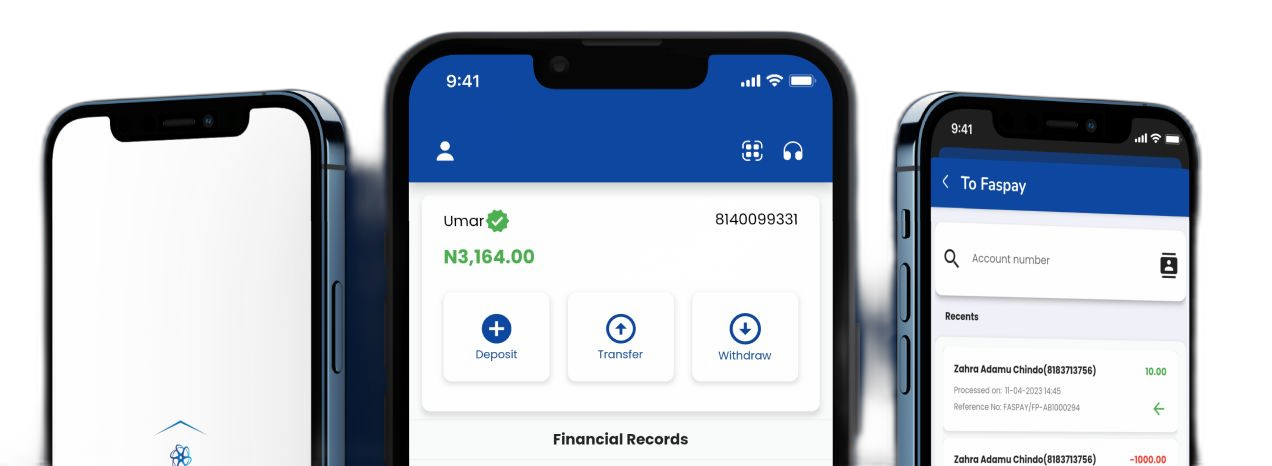 9:41
Umar
8140099331
N3,164.00
Deposit
Transfer
Withdraw
Financial Records
9:41
To Faspay
Account number
Recents
Zahra Adamu Chindo(8183713756)
10.00
Processed on: 11-04-2023 14:45
Reference No: FASPAY/FP-AB1000294
Zahra Adamu Chindo(8183713756)
-1000.00